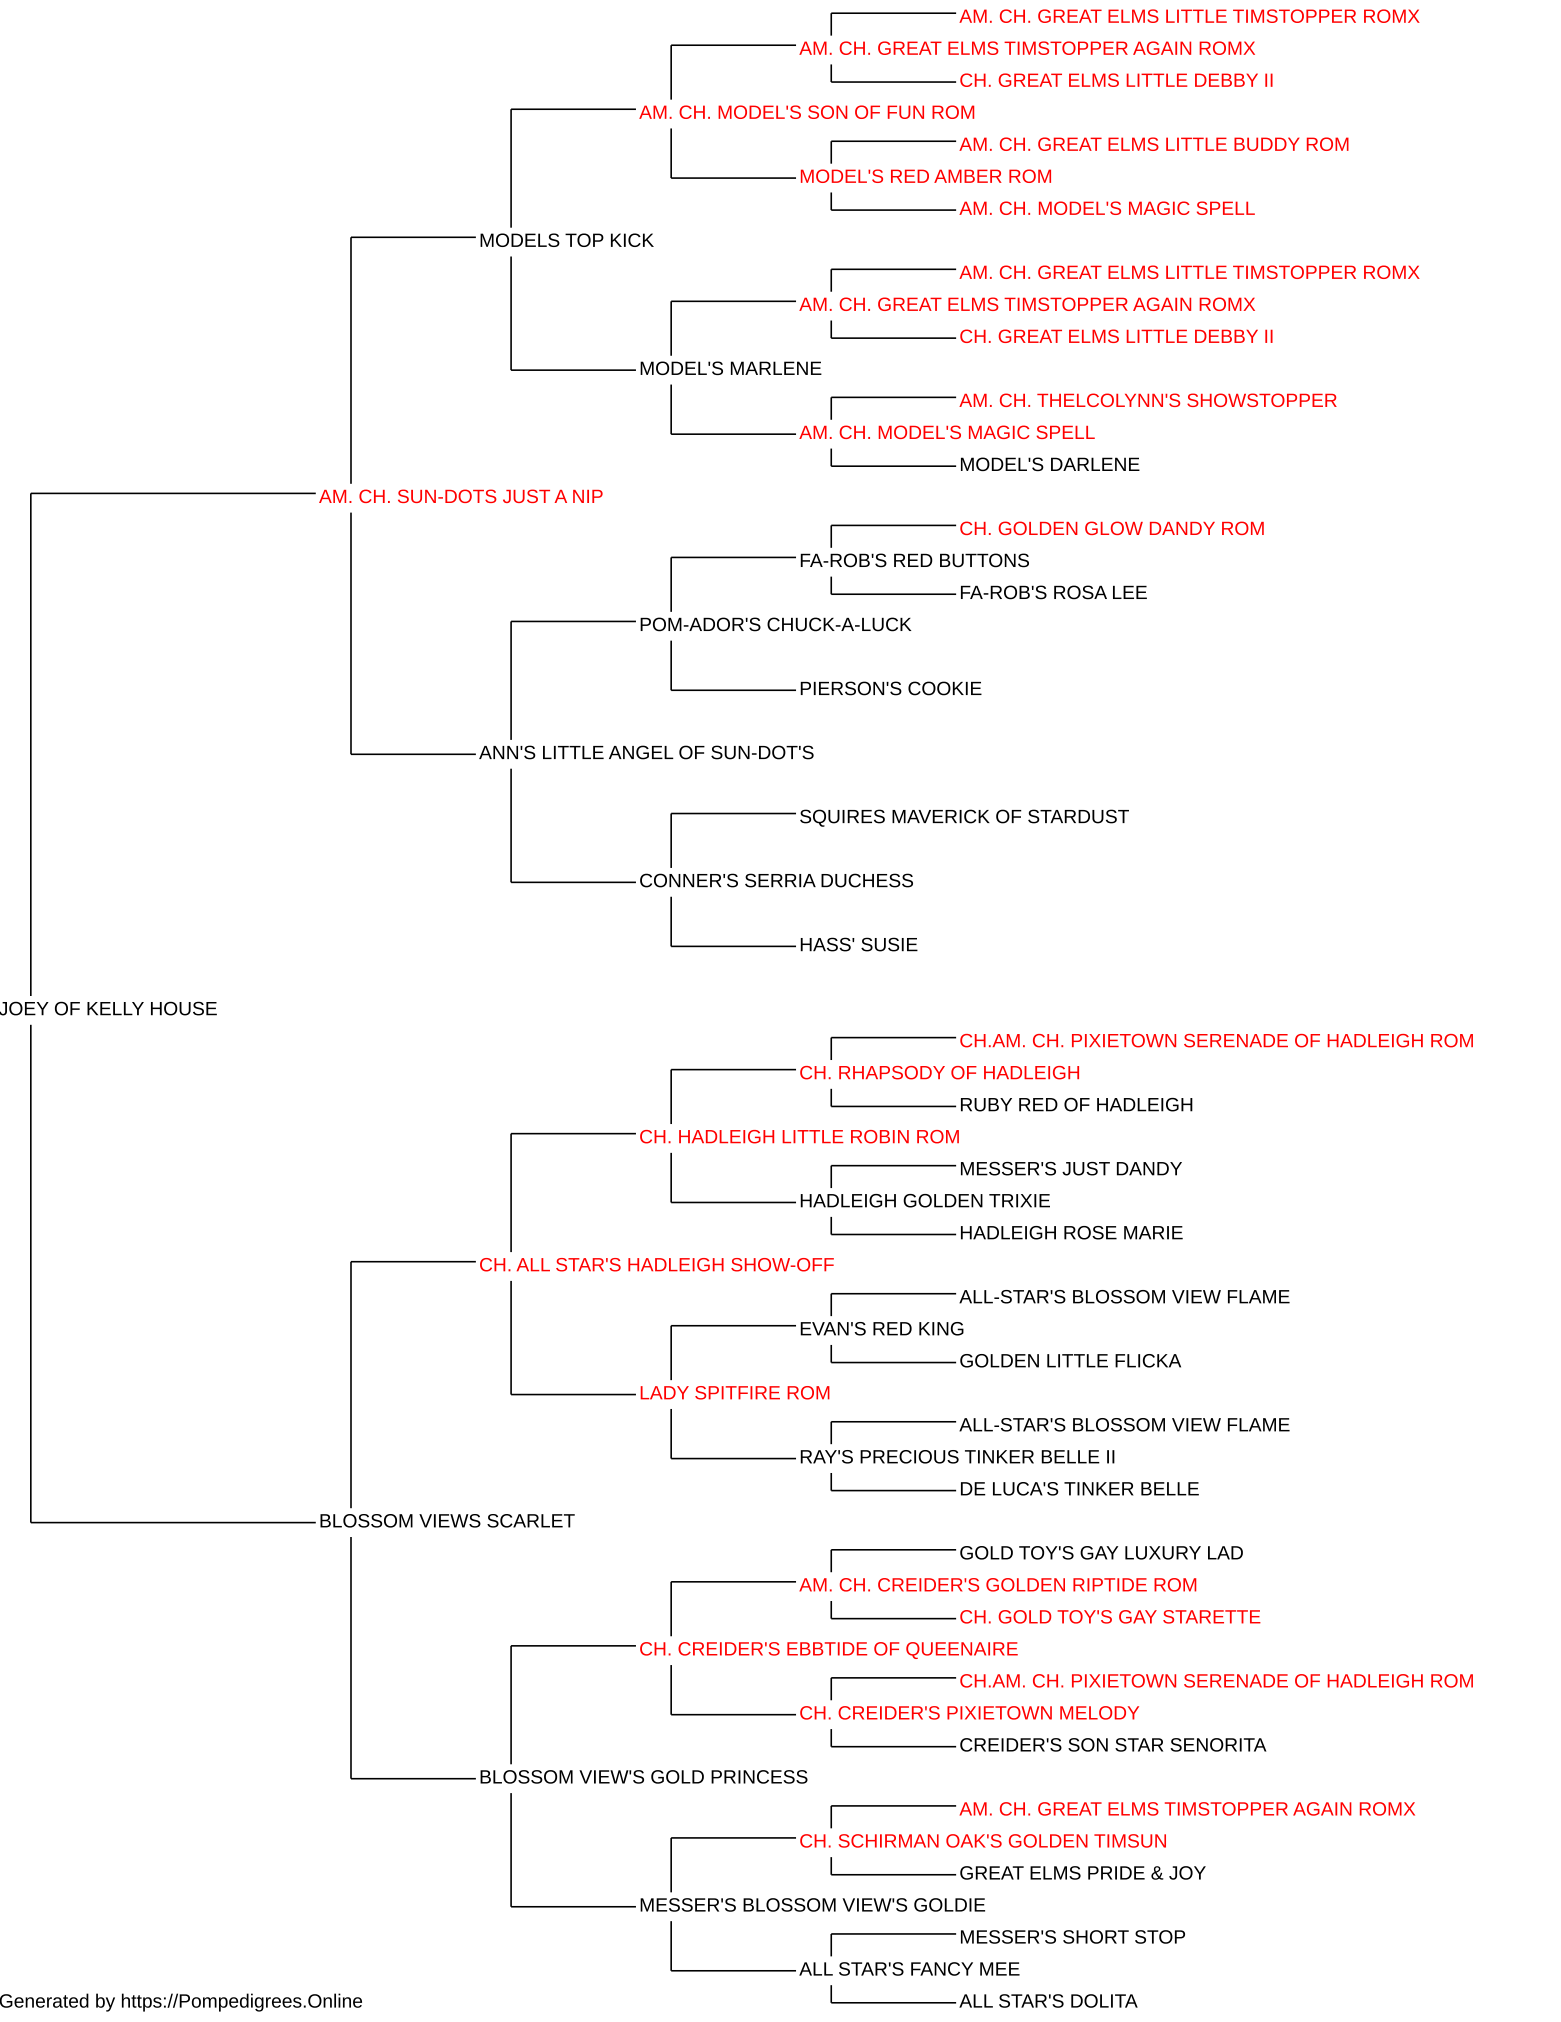 AM. CH. GREAT ELMS LITTLE TIMSTOPPER ROMX
AM. CH. GREAT ELMS TIMSTOPPER AGAIN ROMX
CH. GREAT ELMS LITTLE DEBBY II
AM. CH. MODEL'S SON OF FUN ROM
AM. CH. GREAT ELMS LITTLE BUDDY ROM
MODEL'S RED AMBER ROM
AM. CH. MODEL'S MAGIC SPELL
MODELS TOP KICK
AM. CH. GREAT ELMS LITTLE TIMSTOPPER ROMX
AM. CH. GREAT ELMS TIMSTOPPER AGAIN ROMX
CH. GREAT ELMS LITTLE DEBBY II
MODEL'S MARLENE
AM. CH. THELCOLYNN'S SHOWSTOPPER
AM. CH. MODEL'S MAGIC SPELL
MODEL'S DARLENE
AM. CH. SUN-DOTS JUST A NIP
CH. GOLDEN GLOW DANDY ROM
FA-ROB'S RED BUTTONS
FA-ROB'S ROSA LEE
POM-ADOR'S CHUCK-A-LUCK
PIERSON'S COOKIE
ANN'S LITTLE ANGEL OF SUN-DOT'S
SQUIRES MAVERICK OF STARDUST
CONNER'S SERRIA DUCHESS
HASS' SUSIE
JOEY OF KELLY HOUSE
CH.AM. CH. PIXIETOWN SERENADE OF HADLEIGH ROM
CH. RHAPSODY OF HADLEIGH
RUBY RED OF HADLEIGH
CH. HADLEIGH LITTLE ROBIN ROM
MESSER'S JUST DANDY
HADLEIGH GOLDEN TRIXIE
HADLEIGH ROSE MARIE
CH. ALL STAR'S HADLEIGH SHOW-OFF
ALL-STAR'S BLOSSOM VIEW FLAME
EVAN'S RED KING
GOLDEN LITTLE FLICKA
LADY SPITFIRE ROM
ALL-STAR'S BLOSSOM VIEW FLAME
RAY'S PRECIOUS TINKER BELLE II
DE LUCA'S TINKER BELLE
BLOSSOM VIEWS SCARLET
GOLD TOY'S GAY LUXURY LAD
AM. CH. CREIDER'S GOLDEN RIPTIDE ROM
CH. GOLD TOY'S GAY STARETTE
CH. CREIDER'S EBBTIDE OF QUEENAIRE
CH.AM. CH. PIXIETOWN SERENADE OF HADLEIGH ROM
CH. CREIDER'S PIXIETOWN MELODY
CREIDER'S SON STAR SENORITA
BLOSSOM VIEW'S GOLD PRINCESS
AM. CH. GREAT ELMS TIMSTOPPER AGAIN ROMX
CH. SCHIRMAN OAK'S GOLDEN TIMSUN
GREAT ELMS PRIDE & JOY
MESSER'S BLOSSOM VIEW'S GOLDIE
MESSER'S SHORT STOP
ALL STAR'S FANCY MEE
ALL STAR'S DOLITA
Generated by https://Pompedigrees.Online